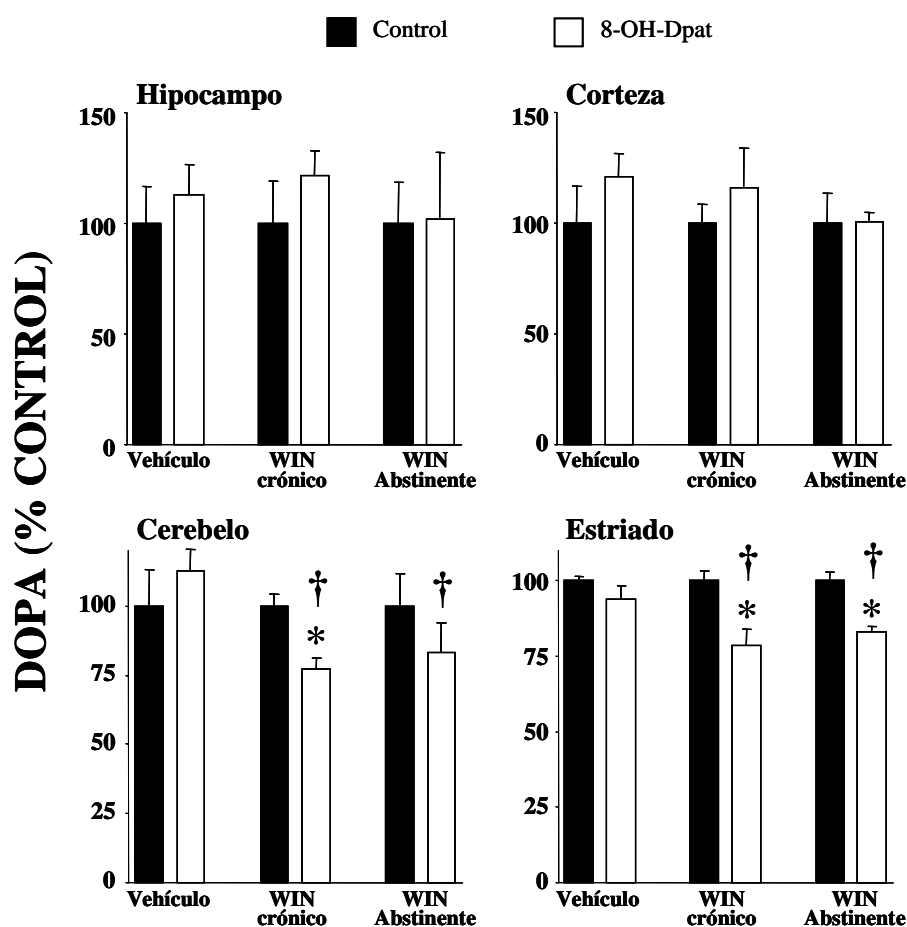 Control
8-OH-Dpat
DOPA (% CONTROL)
Hipocampo
150
100
50
0
Vehículo
WIN
crónico
WIN
Abstinente
Corteza
150
100
50
0
Vehículo
WIN
crónico
WIN
Abstinente
Cerebelo
100
75
50
25
0
†
*
†
Vehículo
WIN
crónico
WIN
Abstinente
Estriado
100
75
50
25
0
†
*
†
*
Vehículo
WIN
crónico
WIN
Abstinente